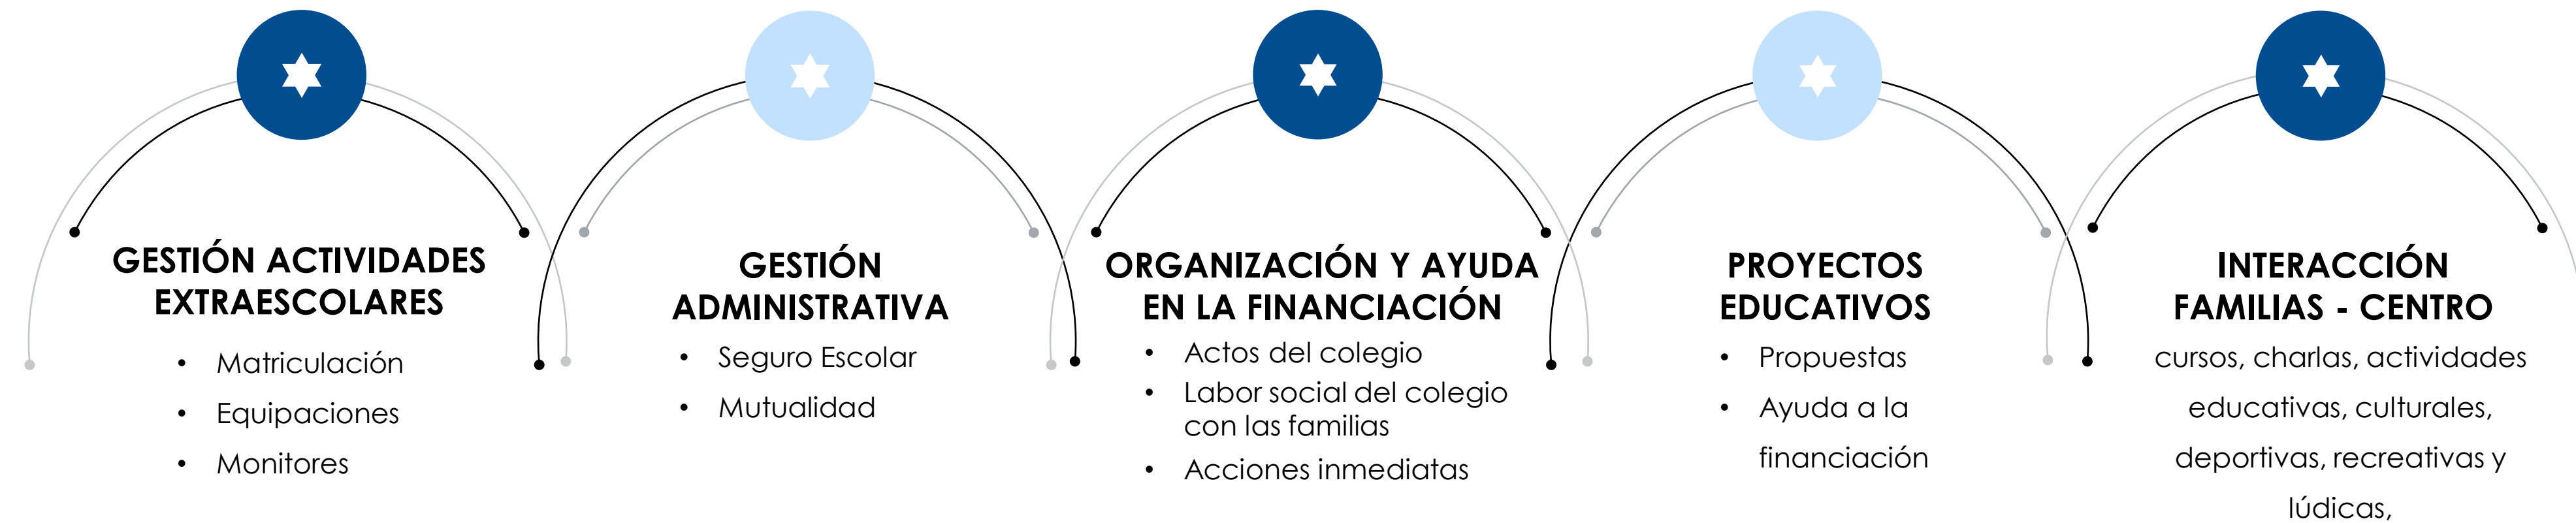 GESTIÓN ACTIVIDADES
EXTRAESCOLARES
• Matriculación
• Equipaciones
• Monitores
GESTIÓN
ADMINISTRATIVA
• Seguro Escolar
• Mutualidad
ORGANIZACIÓN Y AYUDA
EN LA FINANCIACIÓN
• Actos del colegio
• Labor social del colegio
con las familias
• Acciones inmediatas
PROYECTOS
EDUCATIVOS
• Propuestas
• Ayuda a la
financiación
INTERACCIÓN
FAMILIAS - CENTRO
cursos, charlas, actividades
educativas, culturales,
deportivas, recreativas y
lúdicas,